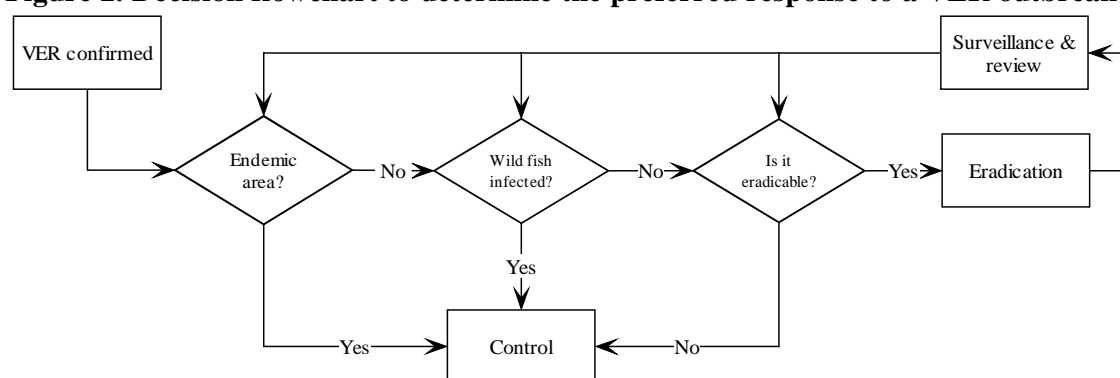 Figure Decision flowchart to determine the preferred response to a VER outbreak
VER confirmed
Surveillance &
review
Endemic
area?
No
Wild fish
infected?
No
Is it
eradicable?
Yes
Eradication
Yes
Yes
Control
No